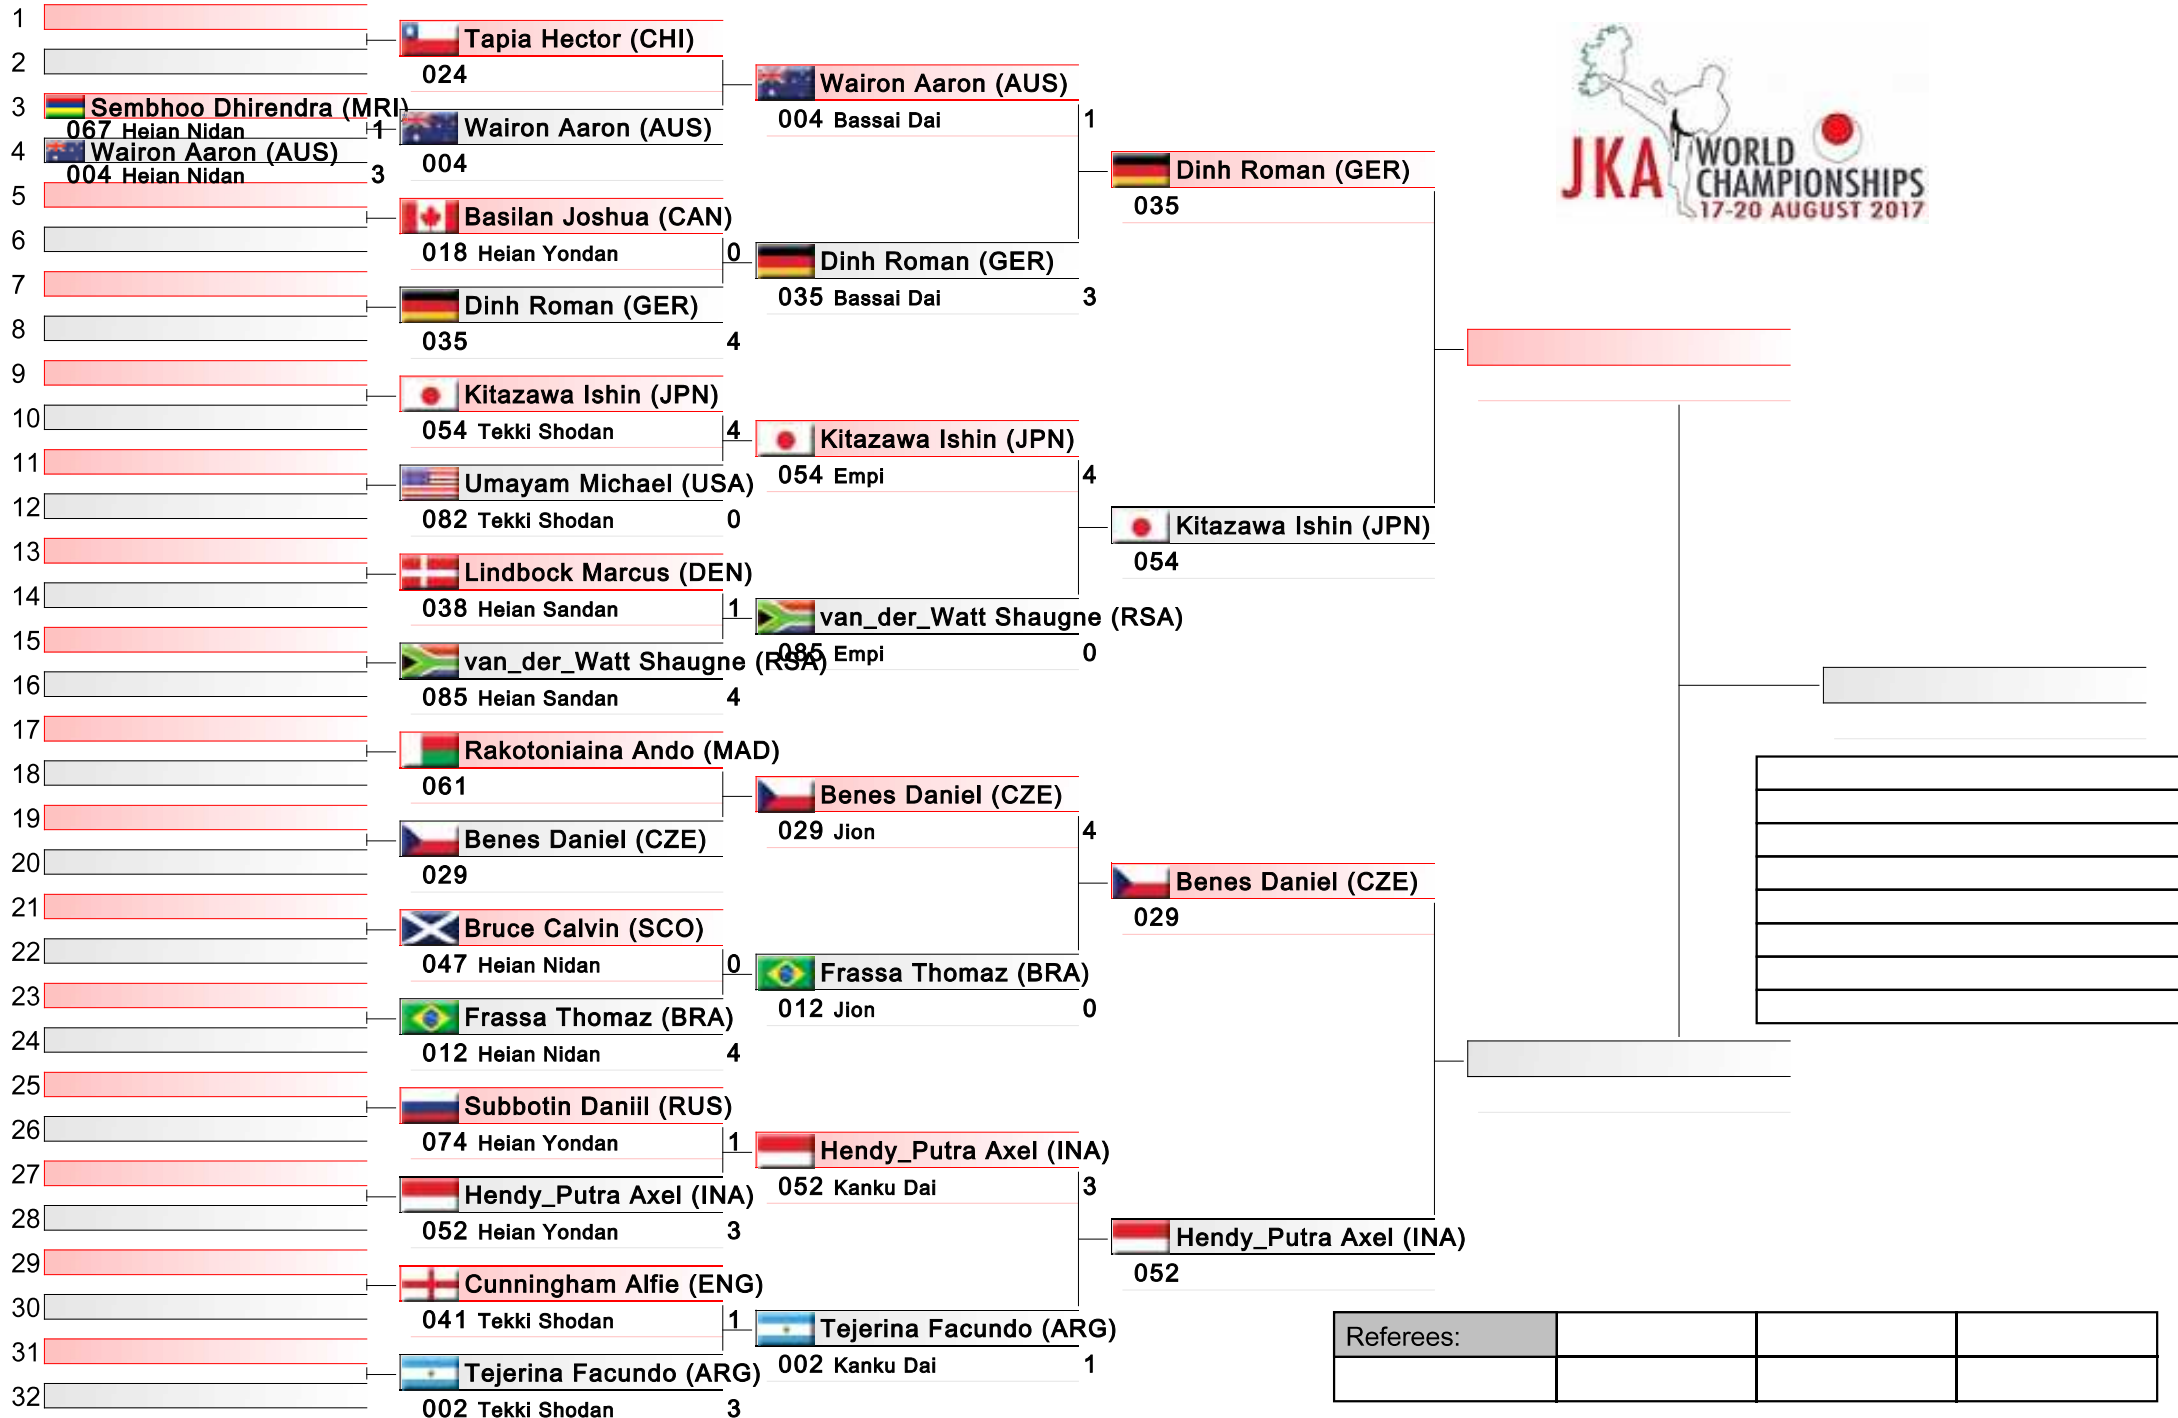 1
2
3
Sembhoo Dhirendra (MRI)
067 Heian Nidan 1
4
Wairon Aaron (AUS)
004 Heian Nidan 3
5
6
7
8
9
10
11
12
13
14
15
16
17
18
19
20
21
22
23
24
25
26
27
28
29
30
31
32
Tapia Hector (CHI)
024
Wairon Aaron (AUS)
004
Basilan Joshua (CAN)
018 Heian Yondan 0
Dinh Roman (GER)
035 4
Kitazawa Ishin (JPN)
054 Tekki Shodan 4
Umayam Michael (USA)
082 Tekki Shodan 0
Lindbock Marcus (DEN)
038 Heian Sandan 1
van_der_Watt Shaugne (RSA)
085 Heian Sandan 4
Rakotoniaina Ando (MAD)
061
Benes Daniel (CZE)
029
Bruce Calvin (SCO)
047 Heian Nidan 0
Frassa Thomaz (BRA)
012 Heian Nidan 4
Subbotin Daniil (RUS)
074 Heian Yondan 1
Hendy_Putra Axel (INA)
052 Heian Yondan 3
Cunningham Alfie (ENG)
041 Tekki Shodan 1
Tejerina Facundo (ARG)
002 Tekki Shodan 3
Wairon Aaron (AUS)
004 Bassai Dai 1
Dinh Roman (GER)
035 Bassai Dai 3
Kitazawa Ishin (JPN)
054 Empi 4
van_der_Watt Shaugne (RSA)
085 Empi 0
Benes Daniel (CZE)
029 Jion 4
Frassa Thomaz (BRA)
012 Jion 0
Hendy_Putra Axel (INA)
052 Kanku Dai 3
Tejerina Facundo (ARG)
002 Kanku Dai 1
Dinh Roman (GER)
035
Kitazawa Ishin (JPN)
054
Benes Daniel (CZE)
029
Hendy_Putra Axel (INA)
052
JKA WORLD
CHAMPIONSHIPS
17-20 AUGUST 2017
Referees: